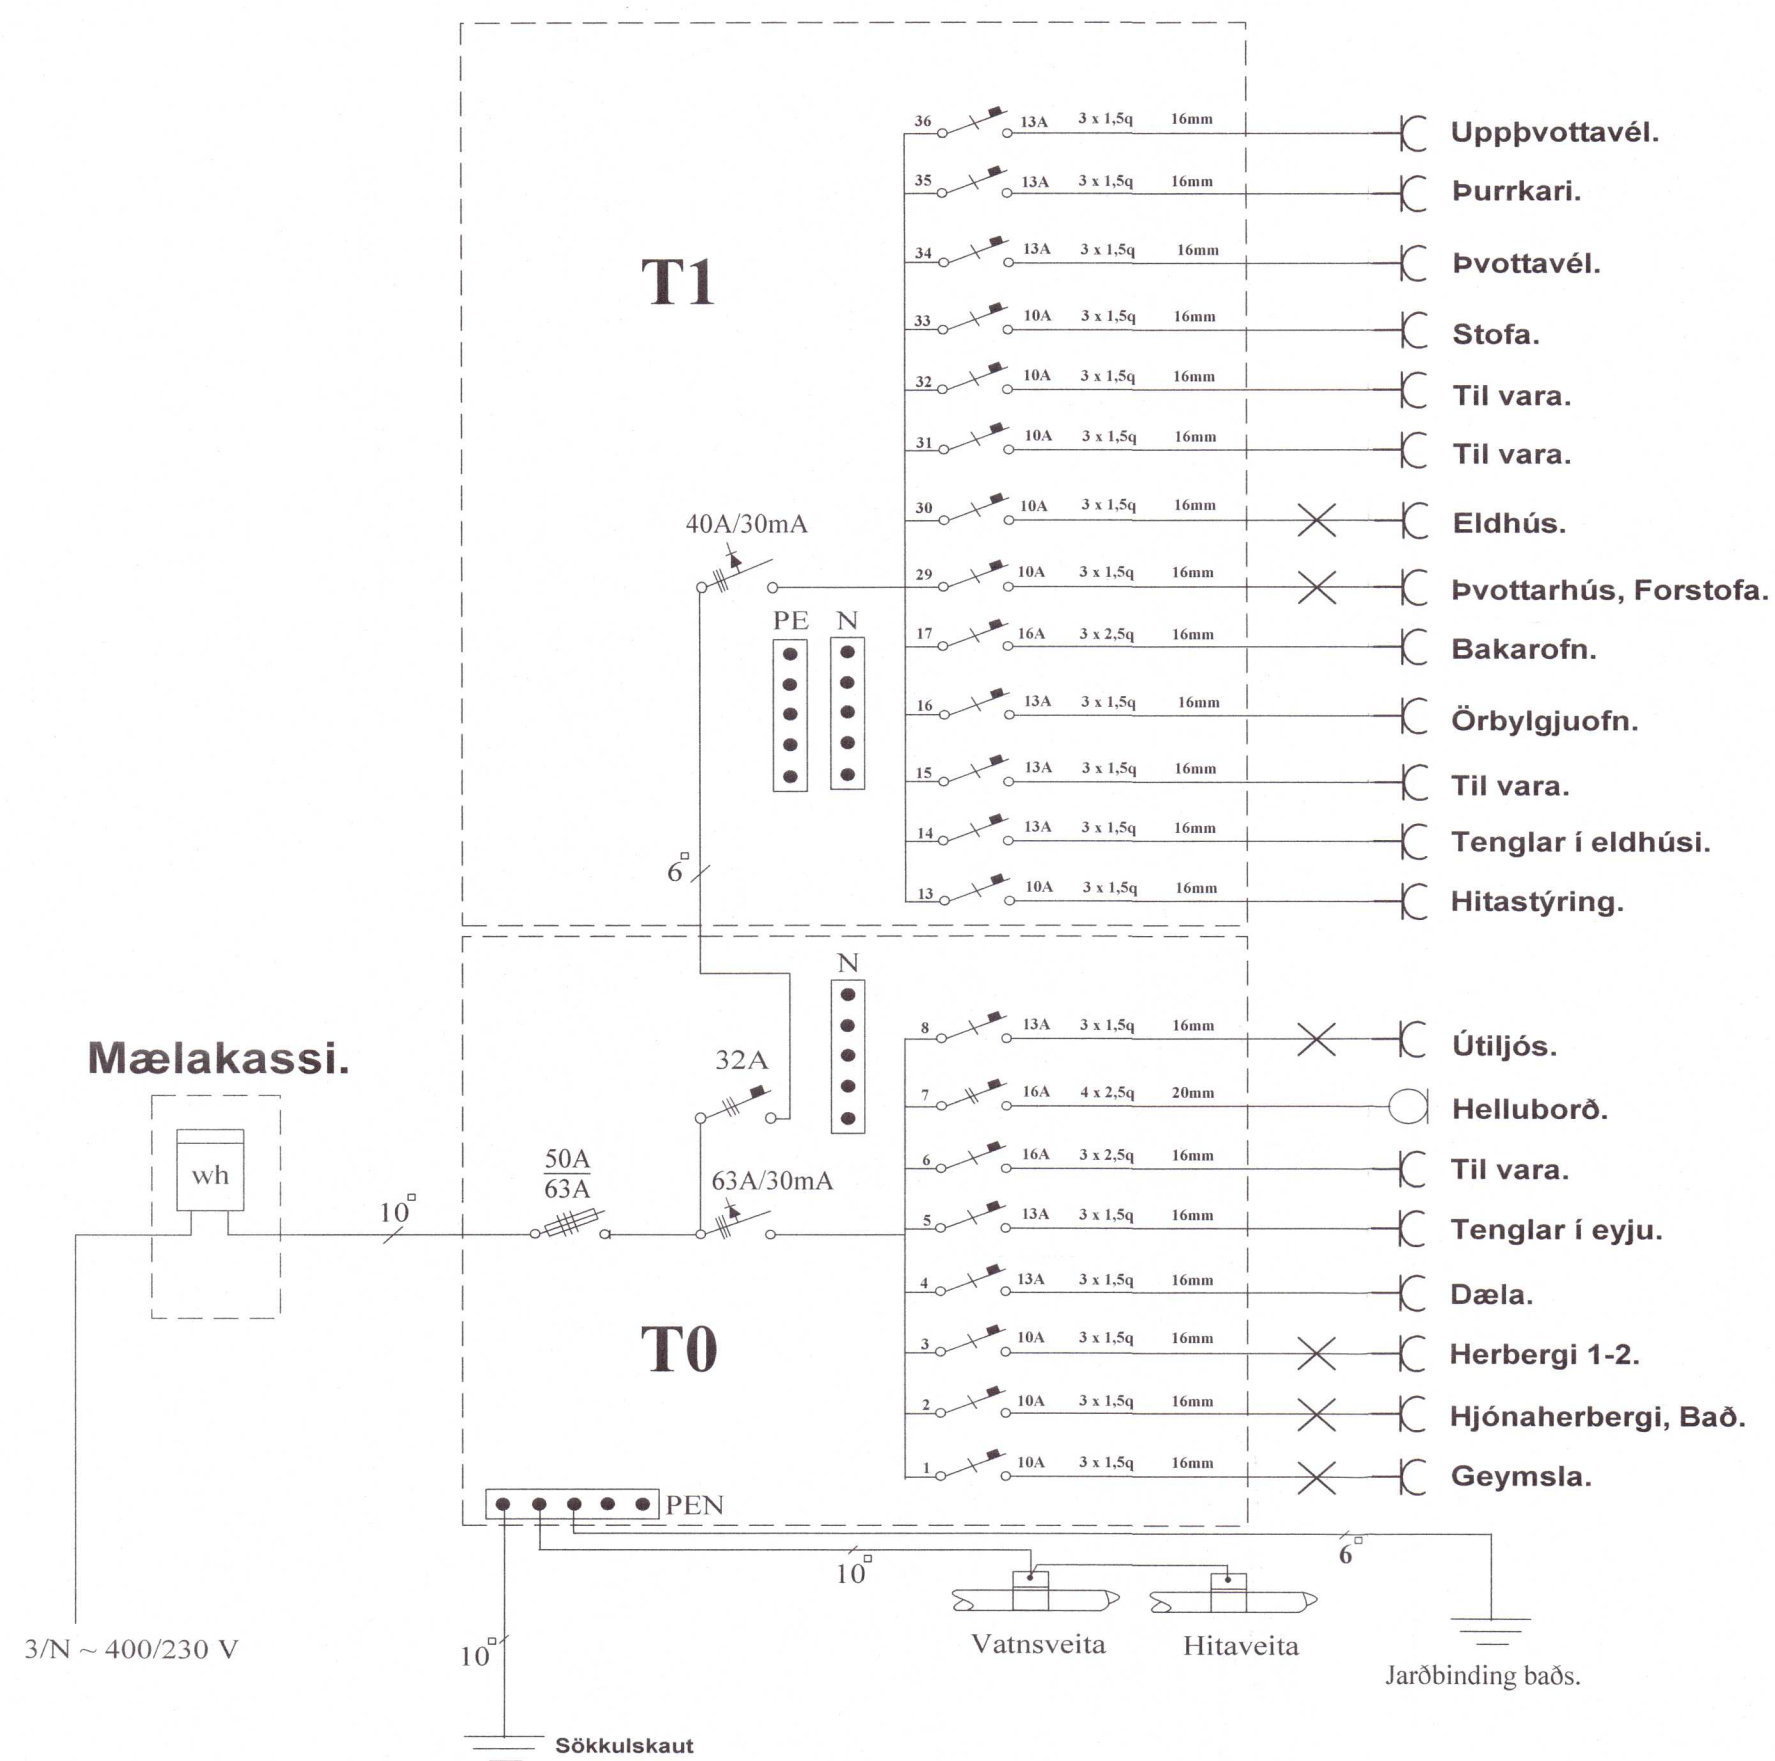 36 13A 3 x 1,5q 16mm Uppþvottavél.
35 13A 3 x 1,5q 16mm Þurrkari.
34 13A 3 x 1,5q 16mm Þvottavél.
T1
33 10A 3 x 1,5q 16mm Stofa.
32 10A 3 x 1,5q 16mm Til vara.
31 10A 3 x 1,5q 16mm Til vara.
30 10A 3 x 1,5q 16mm Eldhús.
40A/30mA
29 10A 3 x 1,5q 16mm Þvottarhús, Forstofa.
PE N
17 16A 3 x 2,5q 16mm Bakarofn.
16 13A 3 x 1,5q 16mm Örbylgjuofn.
15 13A 3 x 1,5q 16mm Til vara.
14 13A 3 x 1,5q 16mm Tenglar í eldhúsi.
6□
13 10A 3 x 1,5q 16mm Hitastýring.
N
8 13A 3 x 1,5q 16mm Útiljós.
Mælakassi.
32A
7 16A 4 x 2,5q 20mm Helluborð.
wh
50A
63A
63A/30mA
6 16A 3 x 2,5q 16mm Til vara.
10□
5 13A 3 x 1,5q 16mm Tenglar í eyju.
4 13A 3 x 1,5q 16mm Dæla.
T0
3 10A 3 x 1,5q 16mm Herbergi 1-2.
2 10A 3 x 1,5q 16mm Hjónaherbergi, Bað.
1 10A 3 x 1,5q 16mm Geymsla.
PEN
10□
6□
3/N ~ 400/230 V
10□
Vatnsveita
Hitaveita
Jarðbinding baðs.
Sökkulskaut